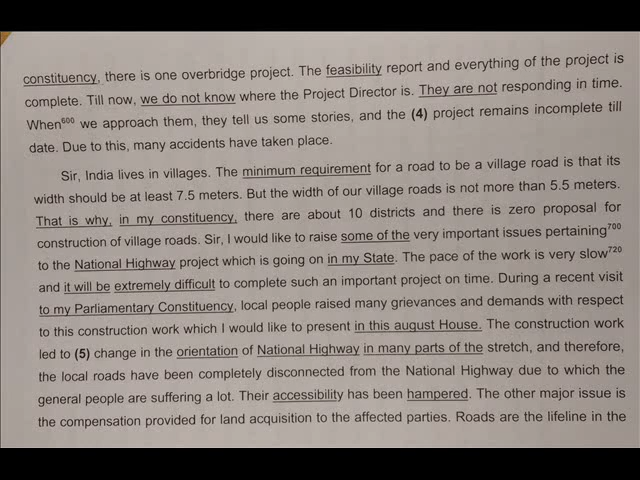 constituency, there is one overbridge project. The feasibility report and everything of the project is
complete. Till now, we do not know where the Project Director is. They are not responding in time.
When600 we approach them, they tell us some stories, and the (4) project remains incomplete till
date. Due to this, many accidents have taken place.
Sir, India lives in villages. The minimum requirement for a road to be a village road is that its
width should be at least 7.5 meters. But the width of our village roads is not more than 5.5 meters.
That is why, in my constituency, there are about 10 districts and there is zero proposal for
construction of village roads. Sir, I would like to raise some of the very important issues pertaining700
to the National Highway project which is going on in my State. The pace of the work is very slow720
and it will be extremely difficult to complete such an important project on time. During a recent visit
to my Parliamentary Constituency, local people raised many grievances and demands with respect
to this construction work which I would like to present in this august House. The construction work
led to (5) change in the orientation of National Highway in many parts of the stretch, and therefore,
the local roads have been completely disconnected from the National Highway due to which the
general people are suffering a lot. Their accessibility has been hampered. The other major issue is
the compensation provided for land acquisition to the affected parties. Roads are the lifeline in the